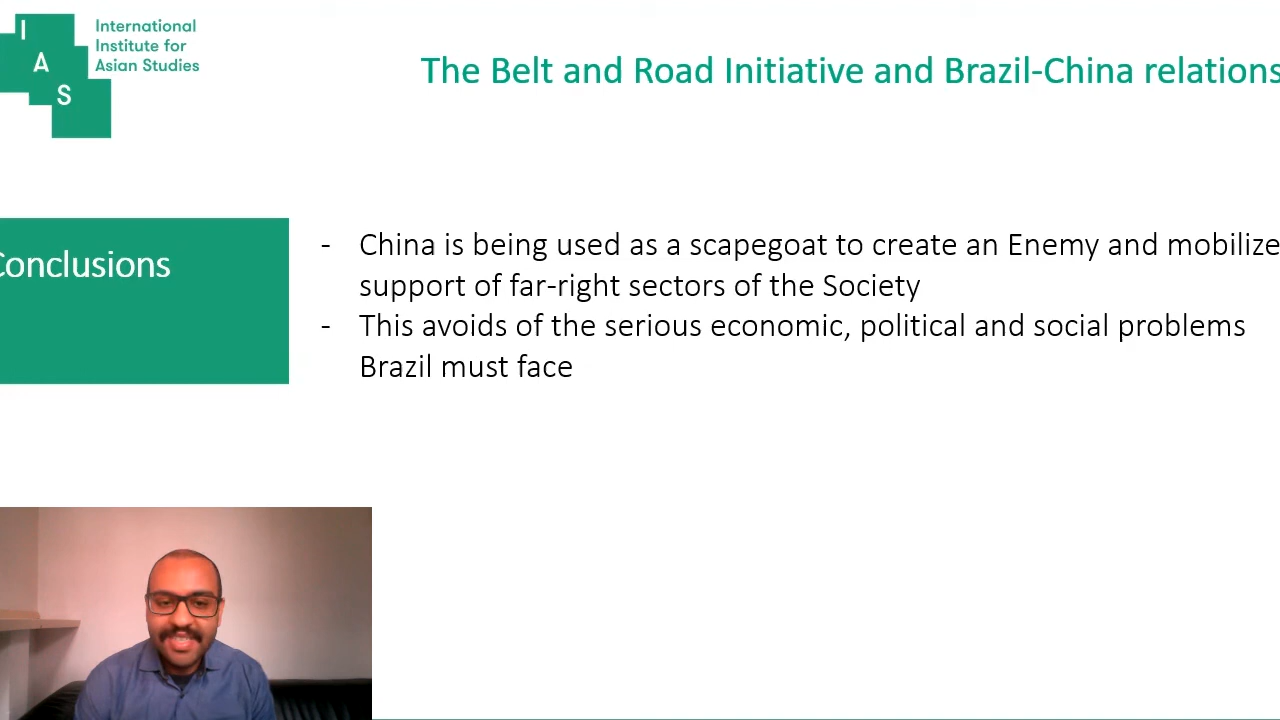 I
A
S
International
Institute for
Asian Studies
The Belt and Road Initiative and Brazil-China relations
Conclusions
- China is being used as a scapegoat to create an Enemy and mobilize
support of far-right sectors of the Society
- This avoids of the serious economic, political and social problems
Brazil must face